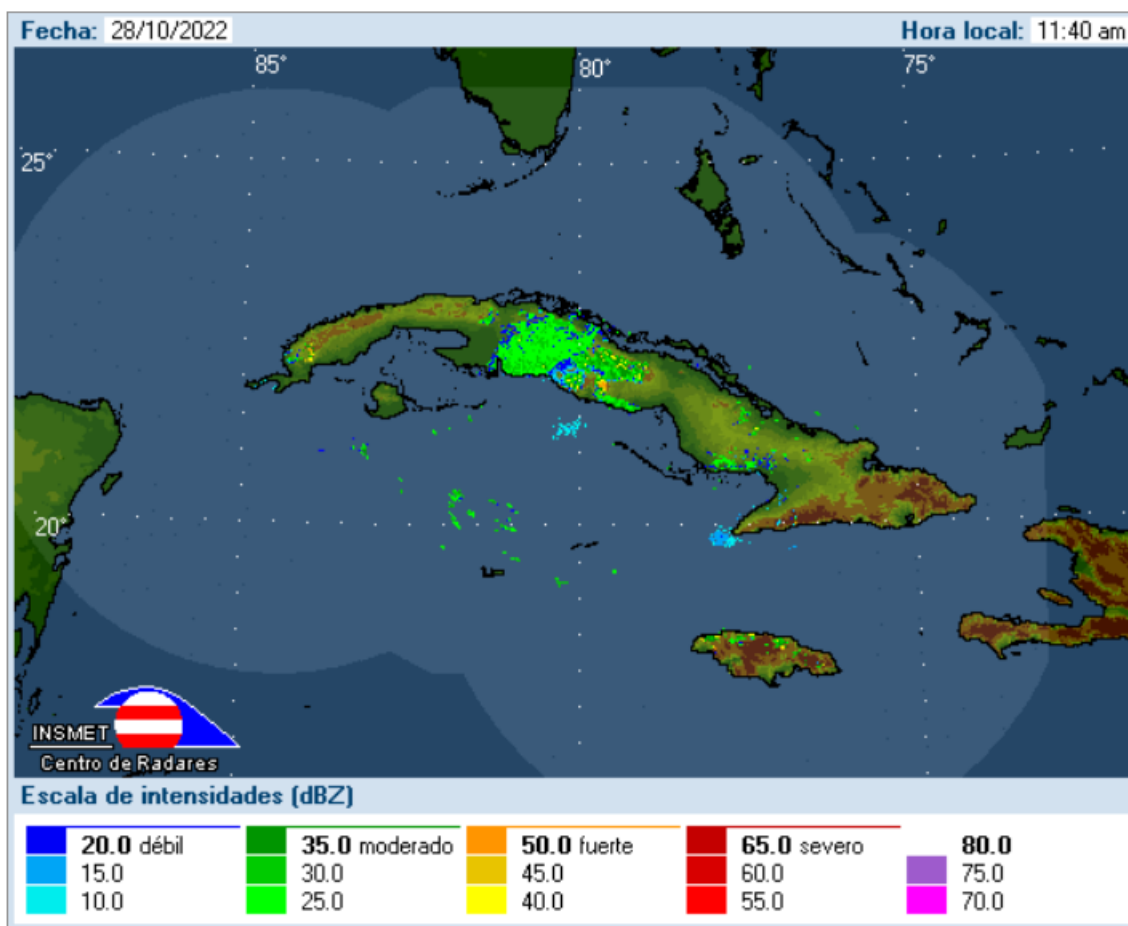 Fecha: 28/10/2022 Hora local: 11:40 am
85° 80° 75°
25°
20°
INSMET
Centro de Radares
Escala de intensidades (dBZ)
20.0 débil 35.0 moderado 50.0 fuerte 65.0 severo 80.0
15.0 30.0 45.0 60.0 75.0
10.0 25.0 40.0 55.0 70.0